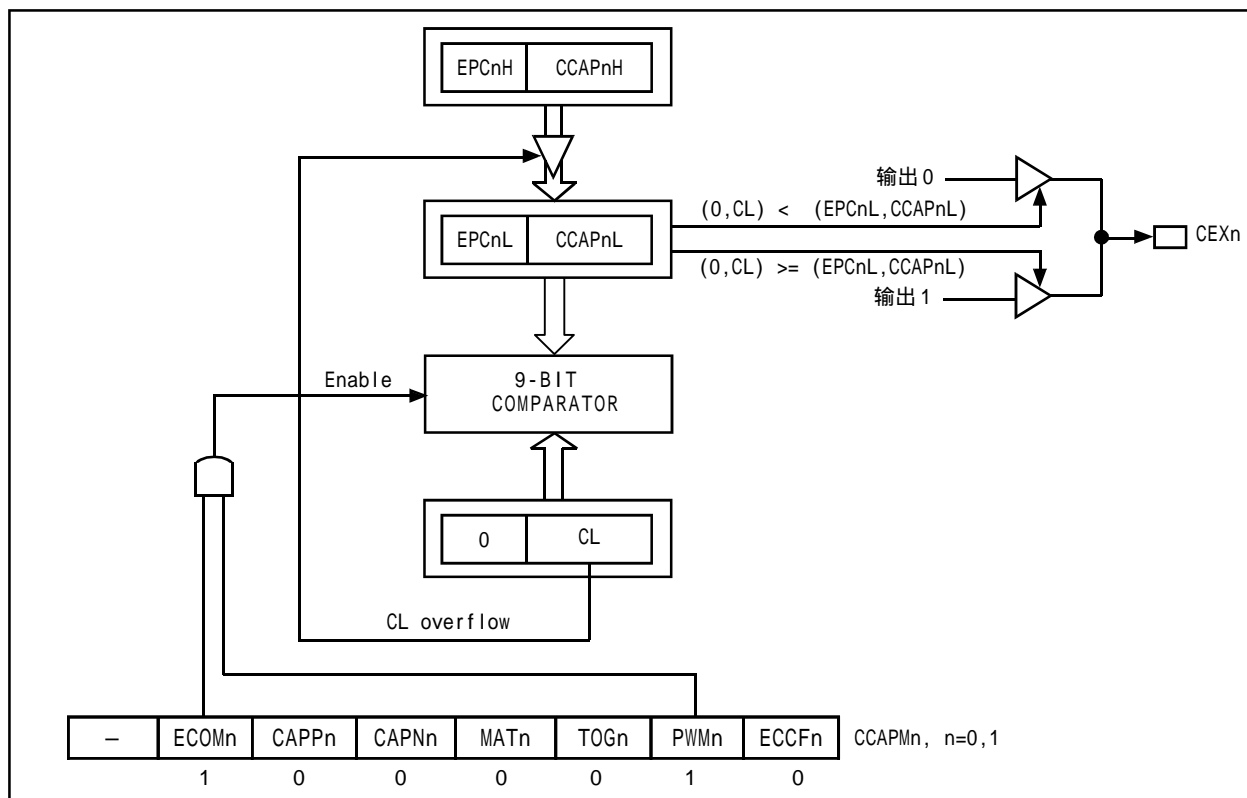 EPCnH CCAPnH
输出0
(0,CL) < (EPCnL,CCAPnL)
EPCnL CCAPnL
CEXn
(0,CL) >= (EPCnL,CCAPnL)
输出1
Enable
9-BIT
COMPARATOR
0 CL
CL overflow
— ECOMn CAPPn CAPNn MATn TOGn PWMn ECCFn CCAPMn, n=0,1
1 0 0 0 0 1 0